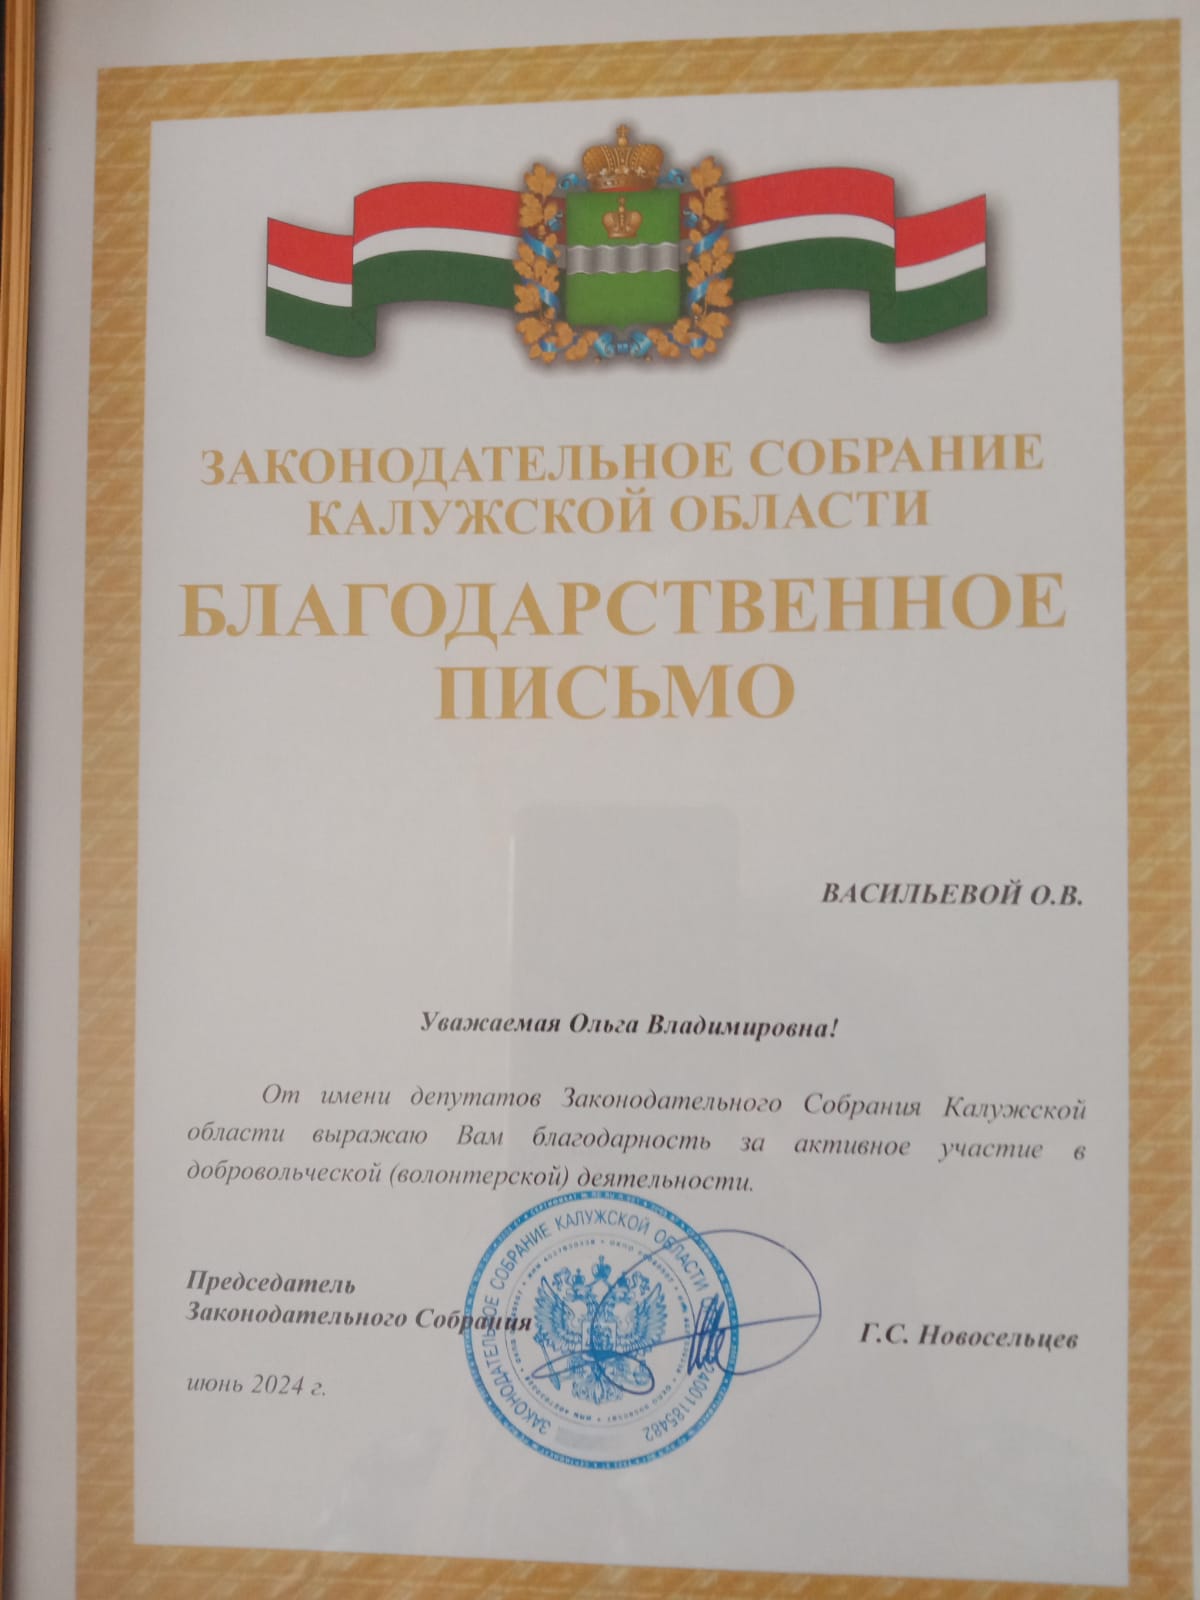 ЗАКОНОДАТЕЛЬНОЕ СОБРАНИЕ
КАЛУЖСКОЙ ОБЛАСТИ
БЛАГОДАРСТВЕННОЕ
ПИСЬМО
ВАСИЛЬЕВОЙ О.В.
Уважаемая Ольга Владимировна!
От имени депутатов Законодательного Собрания Калужской
области выражаю Вам благодарность за активное участие в
добровольческой (волонтерской) деятельности.
Председатель
Законодательного Собрания
Г.С. Новосельцев
июнь 2024 г.
ЗАКОНОДАТЕЛЬНОЕ СОБРАНИЕ КАЛУЖСКОЙ ОБЛАСТИ